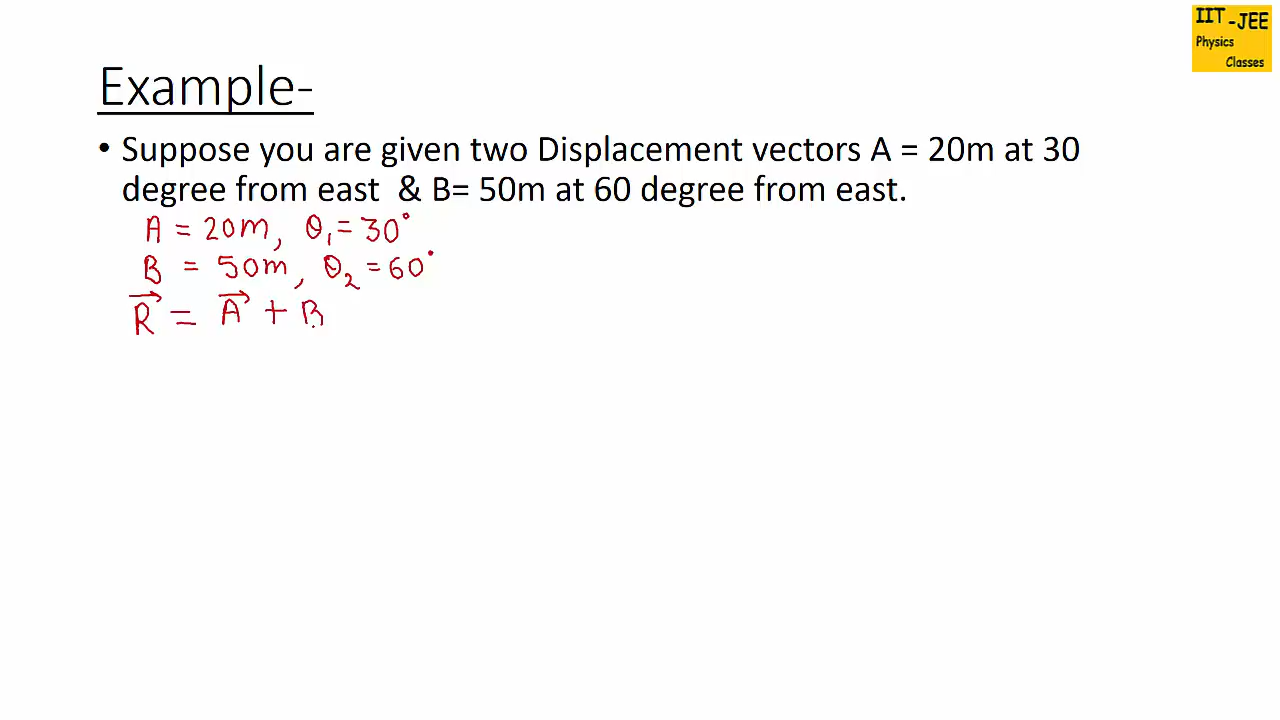 IIT-JEE
Physics
Classes
Example-
• Suppose you are given two Displacement vectors A = 20m at 30
degree from east & B= 50m at 60 degree from east.
A = 20m, θ₁ = 30°
B = 50m, θ₂ = 60°
R⃗ = A⃗ + B